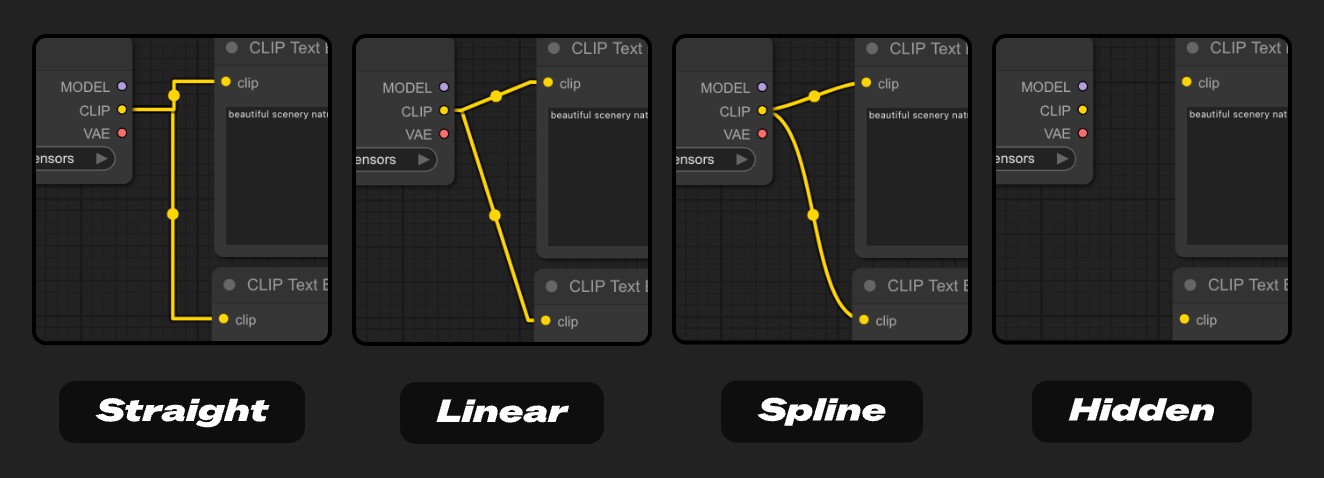 CLIP Text
MODEL
CLIP
VAE
ensors
clip
beautiful scenery
CLIP Text
clip
Straight
CLIP Text
MODEL
CLIP
VAE
ensors
clip
beautiful scenery nat
CLIP Text
clip
Linear
CLIP Text
MODEL
CLIP
VAE
ensors
clip
beautiful scenery nat
CLIP Text
clip
Spline
CLIP Text
MODEL
CLIP
VAE
ensors
clip
beautiful scenery nat
CLIP Text
clip
Hidden